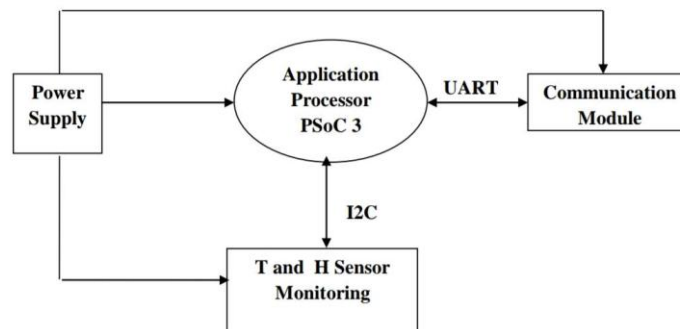 Power
Supply
Application
Processor
PSoC 3
UART
Communication
Module
I2C
T and H Sensor
Monitoring